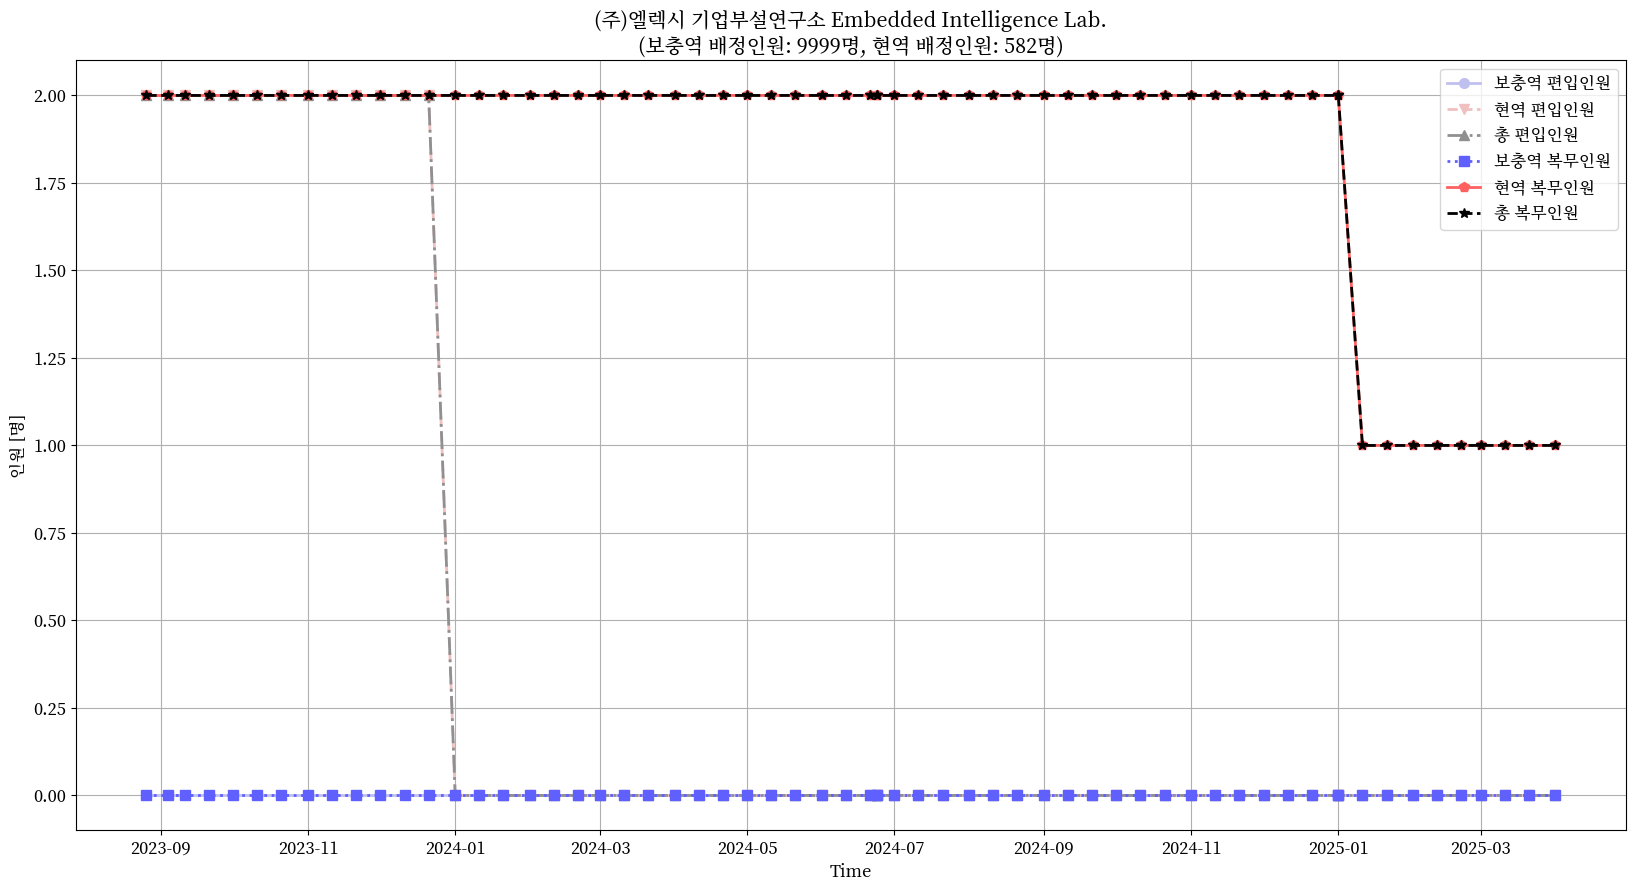 (주)엘렉시 기업부설연구소 Embedded Intelligence Lab.
(보충역 배정인원: 9999명, 현역 배정인원: 582명)
보충역 편입인원
현역 편입인원
총 편입인원
보충역 복무인원
현역 복무인원
총 복무인원
인원 [명]
2.00
1.75
1.50
1.25
1.00
0.75
0.50
0.25
0.00
2023-09
2023-11
2024-01
2024-03
2024-05
2024-07
2024-09
2024-11
2025-01
2025-03
Time